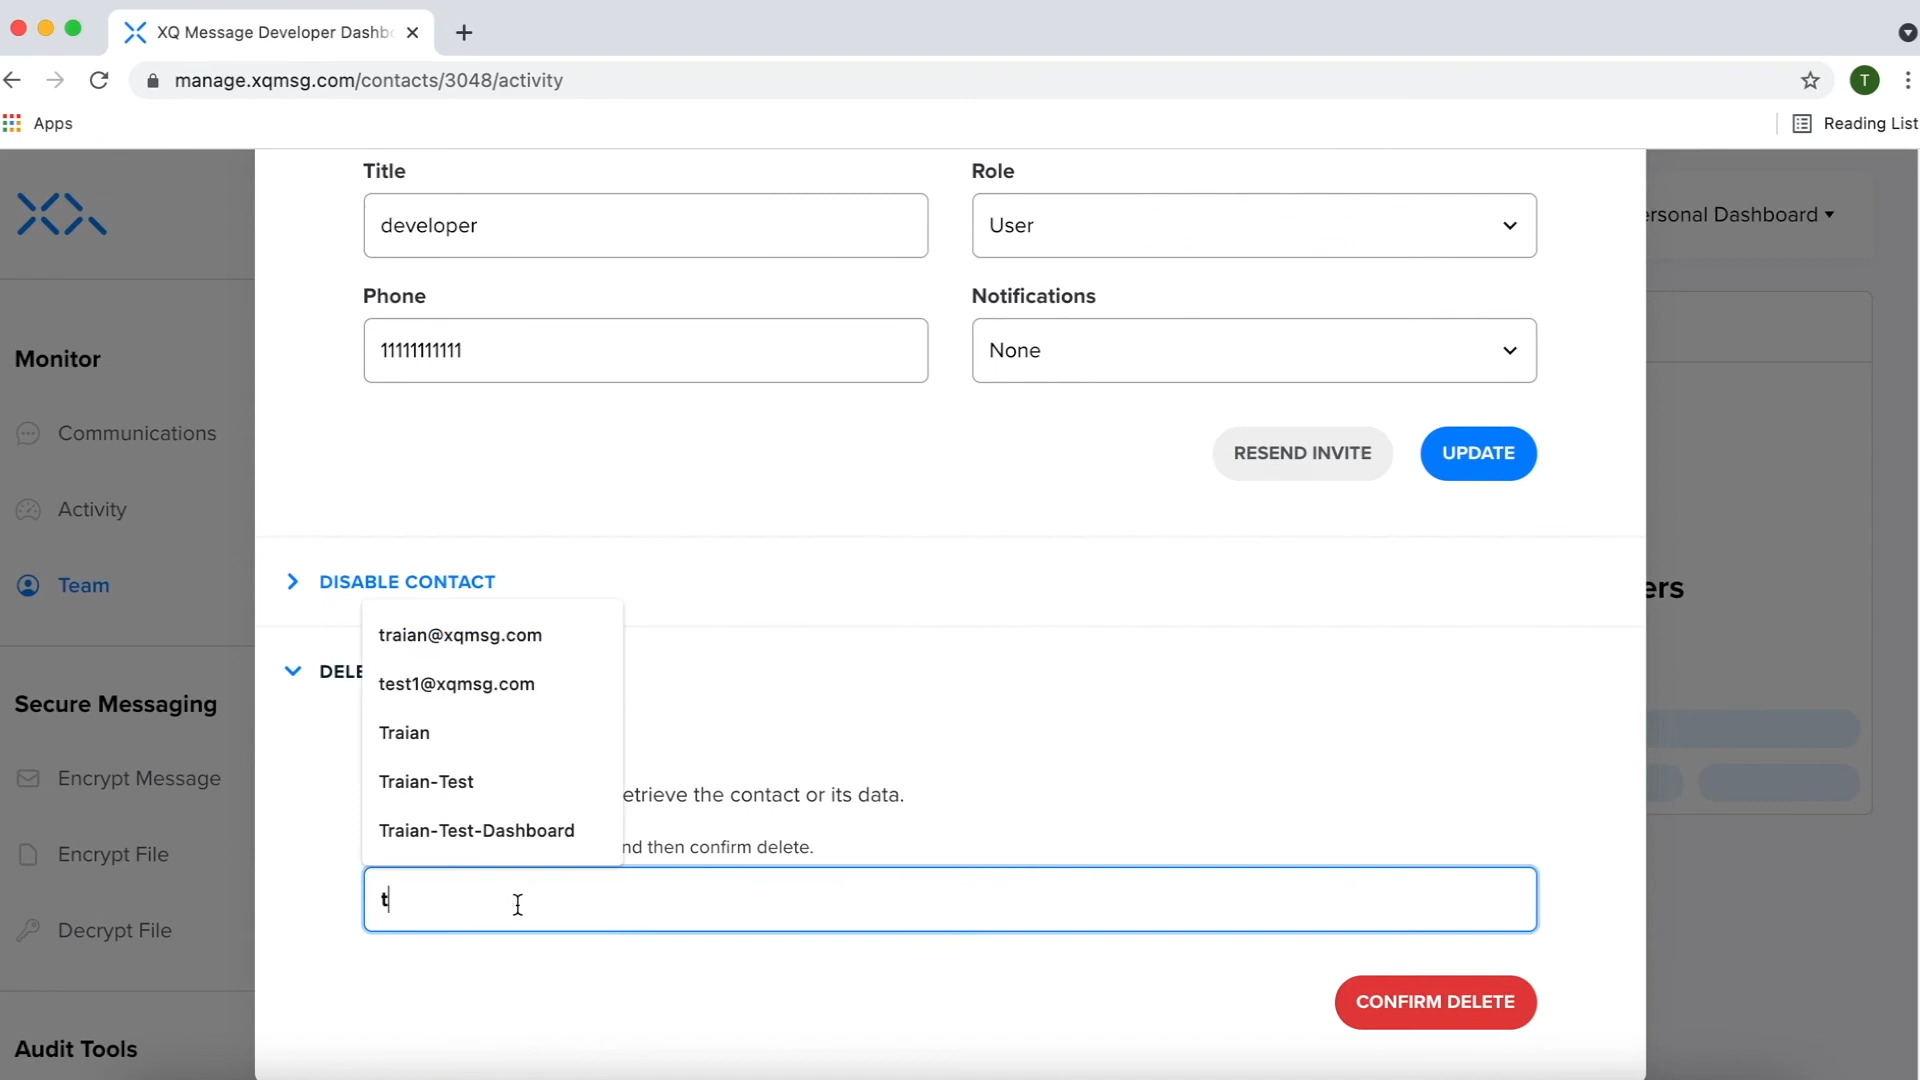 XQ Message Developer Dashb
manage.xqmsg.com/contacts/3048/activity
T
Apps
Reading List
Title
Role
developer
User
ersonal Dashboard
Phone
Notifications
11111111111
None
Monitor
Communications
RESEND INVITE
UPDATE
Activity
DISABLE CONTACT
Team
ers
traian@xqmsg.com
DELE
test1@xqmsg.com
Secure Messaging
Traian
Encrypt Message
Traian-Test
etrieve the contact or its data.
Traian-Test-Dashboard
nd then confirm delete.
Encrypt File
t
Decrypt File
CONFIRM DELETE
Audit Tools